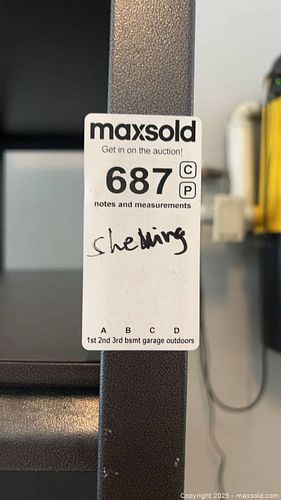 maxsold
Get in on the auction!
687 C
P
notes and measurements
shelving
A B C D
1st 2nd 3rd bsmt garage outdoors
Copyright © 2025 - maxsold.com